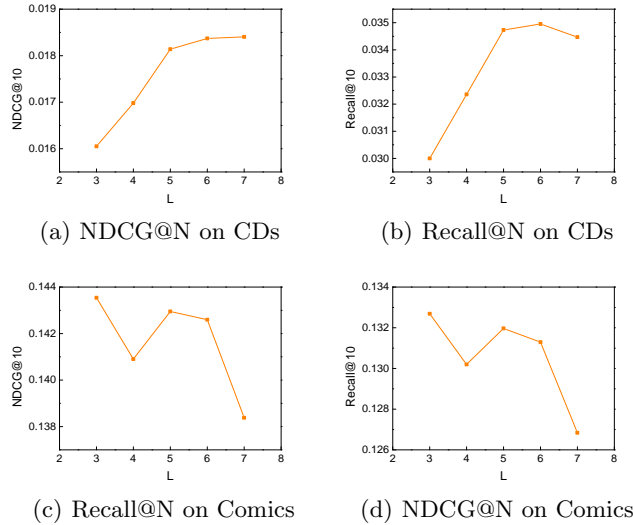 0.019
0.018
0.017
0.016
NDCG@10
2 3 4 5 6 7 8
L
(a) NDCG@N on CDs
0.035
0.034
0.033
0.032
0.031
0.030
Recall@10
2 3 4 5 6 7 8
L
(b) Recall@N on CDs
0.144
0.142
0.140
0.138
NDCG@10
2 3 4 5 6 7 8
L
(c) Recall@N on Comics
0.134
0.132
0.130
0.128
0.126
Recall@10
2 3 4 5 6 7 8
L
(d) NDCG@N on Comics